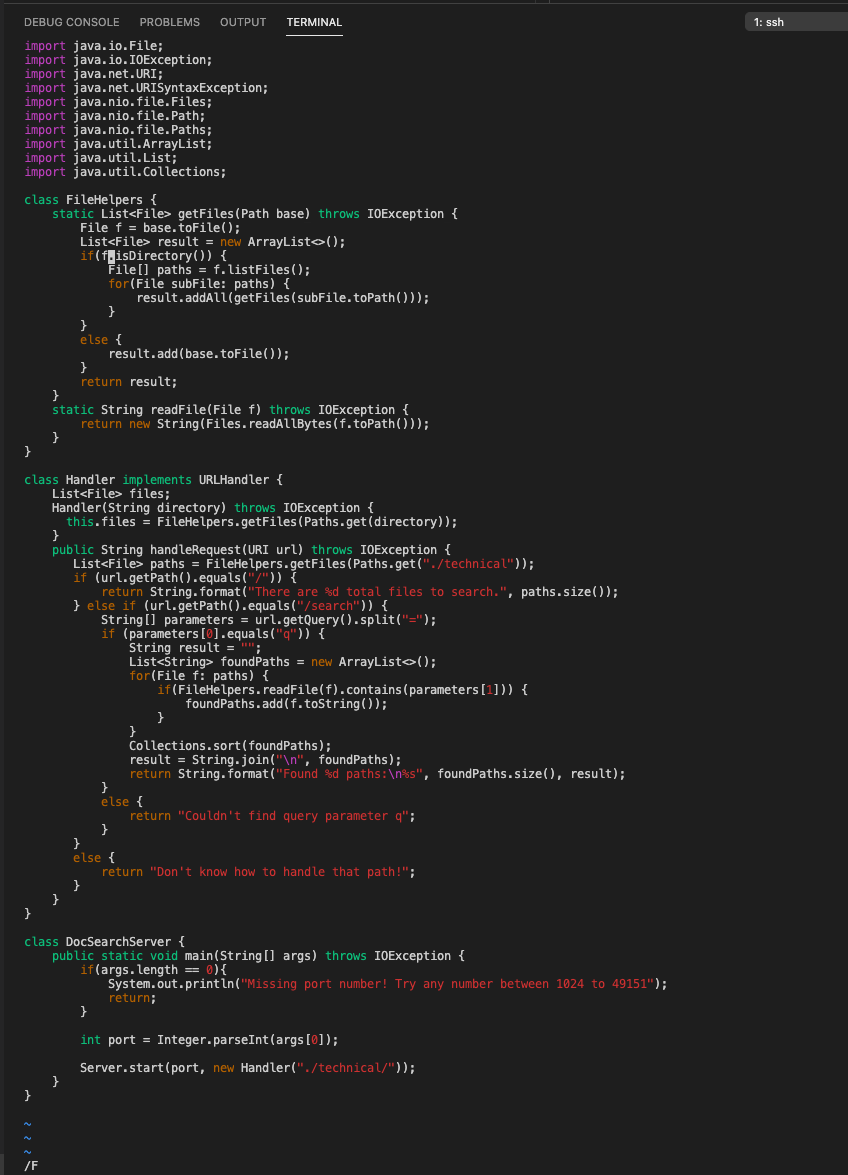 DEBUG CONSOLE PROBLEMS OUTPUT TERMINAL 1: ssh
import java.io.File;
import java.io.IOException;
import java.net.URI;
import java.net.URISyntaxException;
import java.nio.file.Files;
import java.nio.file.Path;
import java.nio.file.Paths;
import java.util.ArrayList;
import java.util.List;
import java.util.Collections;

class FileHelpers {
    static List<File> getFiles(Path base) throws IOException {
        File f = base.toFile();
        List<File> result = new ArrayList<>();
        if(f.isDirectory()) {
            File[] paths = f.listFiles();
            for(File subFile: paths) {
                result.addAll(getFiles(subFile.toPath()));
            }
        }
        else {
            result.add(base.toFile());
        }
        return result;
    }
    static String readFile(File f) throws IOException {
        return new String(Files.readAllBytes(f.toPath()));
    }
}

class Handler implements URLHandler {
    List<File> files;
    Handler(String directory) throws IOException {
      this.files = FileHelpers.getFiles(Paths.get(directory));
    }
    public String handleRequest(URI url) throws IOException {
       List<File> paths = FileHelpers.getFiles(Paths.get("./technical"));
       if (url.getPath().equals("/")) {
           return String.format("There are %d total files to search.", paths.size());
       } else if (url.getPath().equals("/search")) {
           String[] parameters = url.getQuery().split("=");
           if (parameters[0].equals("q")) {
               String result = "";
               List<String> foundPaths = new ArrayList<>();
               for(File f: paths) {
                   if(FileHelpers.readFile(f).contains(parameters[1])) {
                       foundPaths.add(f.toString());
                   }
               }
               Collections.sort(foundPaths);
               result = String.join("\n", foundPaths);
               return String.format("Found %d paths:\n%s", foundPaths.size(), result);
           }
           else {
               return "Couldn't find query parameter q";
           }
       }
       else {
           return "Don't know how to handle that path!";
       }
    }
}

class DocSearchServer {
    public static void main(String[] args) throws IOException {
        if(args.length == 0){
            System.out.println("Missing port number! Try any number between 1024 to 49151");
            return;
        }

        int port = Integer.parseInt(args[0]);

        Server.start(port, new Handler("./technical/"));
    }
}

~
~
~
/F